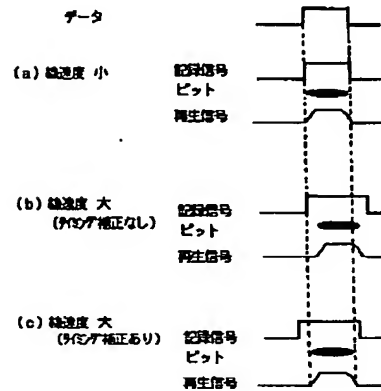 データ
(a) 線速度 小
記録信号
ピット
再生信号
(b) 線速度 大
(タイミング補正なし)
記録信号
ピット
再生信号
(c) 線速度 大
(タイミング補正あり)
記録信号
ピット
再生信号